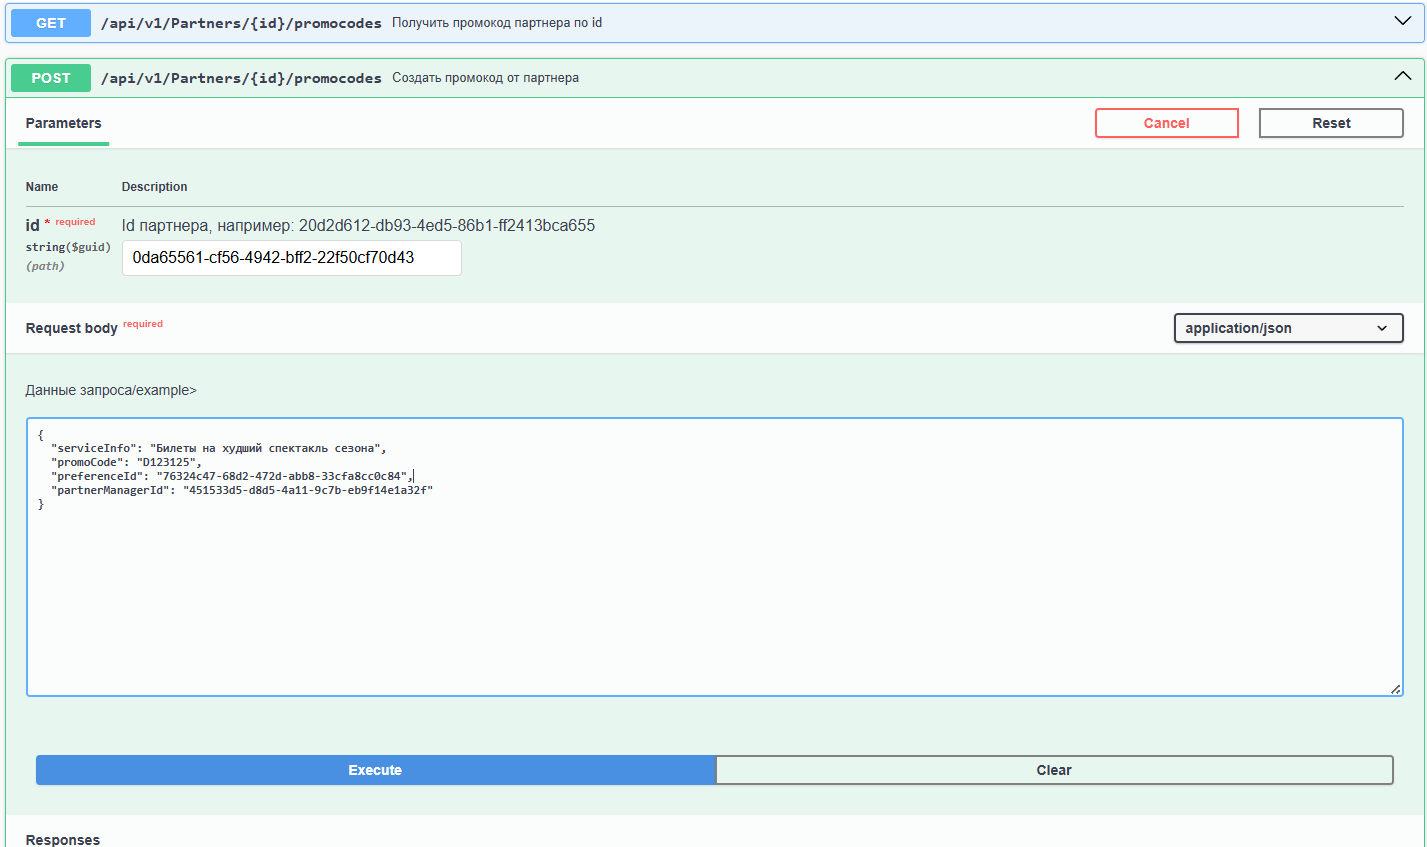 GET /api/v1/Partners/{id}/promocodes Получить промокод партнера по id
POST /api/v1/Partners/{id}/promocodes Создать промокод от партнера
Parameters Cancel Reset
Name Description
id * required Id партнера, например: 20d2d612-db93-4ed5-86b1-ff2413bca655
string($guid) 0da65561-cf56-4942-bff2-22f50cf70d43
(path)
Request body required application/json
Данные запроса/example>
{
"serviceInfo": "Билеты на худший спектакль сезона",
"promoCode": "D123125",
"preferenceId": "76324c47-68d2-472d-abb8-33cfa8cc0c84",
"partnerManagerId": "451533d5-d8d5-4a11-9c7b-eb9f14e1a32f"
}
Execute Clear
Responses